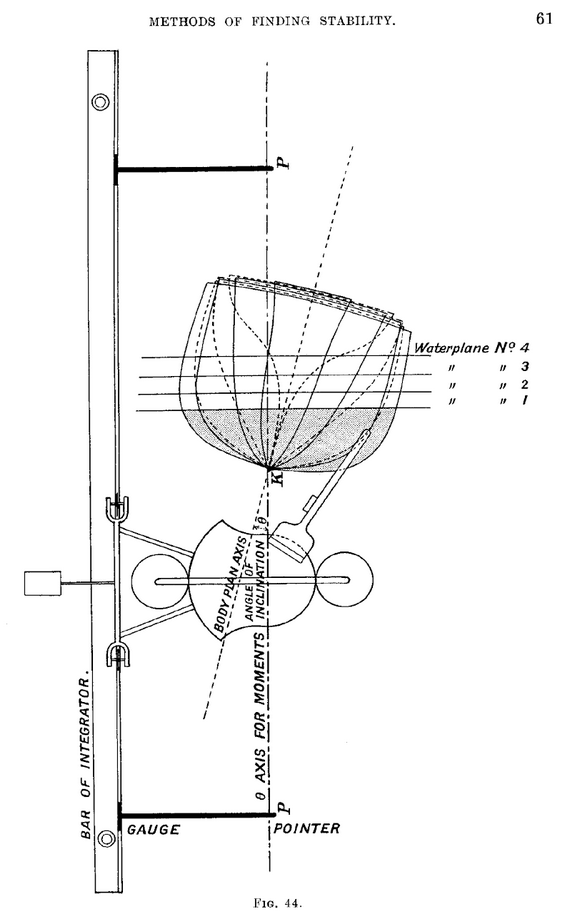 METHODS OF FINDING STABILITY. 61
P
Waterplane Nº 4
" " 3
" " 2
" " 1
K
θ
BODY PLAN AXIS
ANGLE OF
INCLINATION
θ AXIS FOR MOMENTS
BAR OF INTEGRATOR.
P
GAUGE
POINTER
FIG. 44.